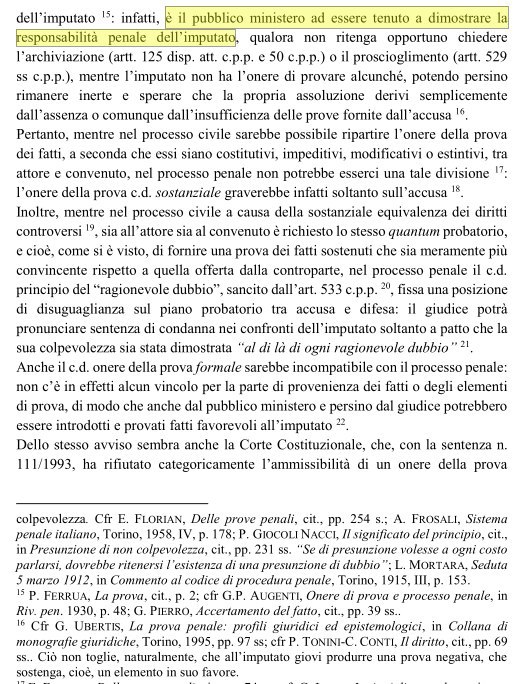 dell'imputato 15: infatti, è il pubblico ministero ad essere tenuto a dimostrare la
responsabilità penale dell'imputato, qualora non ritenga opportuno chiedere
l'archiviazione (artt. 125 disp. att. c.p.p. e 50 c.p.p.) o il proscioglimento (artt. 529
ss c.p.p.), mentre l'imputato non ha l'onere di provare alcunché, potendo persino
rimanere inerte e sperare che la propria assoluzione derivi semplicemente
dall'assenza o comunque dall'insufficienza delle prove fornite dall'accusa 16.
Pertanto, mentre nel processo civile sarebbe possibile ripartire l'onere della prova
dei fatti, a seconda che essi siano costitutivi, impeditivi, modificativi o estintivi, tra
attore e convenuto, nel processo penale non potrebbe esserci una tale divisione 17:
l'onere della prova c.d. sostanziale graverebbe infatti soltanto sull'accusa 18.
Inoltre, mentre nel processo civile a causa della sostanziale equivalenza dei diritti
controversi 19, sia all'attore sia al convenuto è richiesto lo stesso quantum probatorio,
e cioè, come si è visto, di fornire una prova dei fatti sostenuti che sia meramente più
convincente rispetto a quella offerta dalla controparte, nel processo penale il c.d.
principio del "ragionevole dubbio", sancito dall'art. 533 c.p.p. 20, fissa una posizione
di disuguaglianza sul piano probatorio tra accusa e difesa: il giudice potrà
pronunciare sentenza di condanna nei confronti dell'imputato soltanto a patto che la
sua colpevolezza sia stata dimostrata "al di là di ogni ragionevole dubbio" 21.
Anche il c.d. onere della prova formale sarebbe incompatibile con il processo penale:
non c'è in effetti alcun vincolo per la parte di provenienza dei fatti o degli elementi
di prova, di modo che anche dal pubblico ministero e persino dal giudice potrebbero
essere introdotti e provati fatti favorevoli all'imputato 22.
Dello stesso avviso sembra anche la Corte Costituzionale, che, con la sentenza n.
111/1993, ha rifiutato categoricamente l'ammissibilità di un onere della prova
colpevolezza. Cfr E. FLORIAN, Delle prove penali, cit., pp. 254 s.; A. FROSALI, Sistema
penale italiano, Torino, 1958, IV, p. 178; P. GIOCOLI NACCI, Il significato del principio, cit.,
in Presunzione di non colpevolezza, cit., pp. 231 ss. "Se di presunzione volesse a ogni costo
parlarsi, dovrebbe ritenersi l'esistenza di una presunzione di dubbio"; L. MORTARA, Seduta
5 marzo 1912, in Commento al codice di procedura penale, Torino, 1915, III, p. 153.
15 P. FERRUA, La prova, cit., p. 2; cfr G.P. AUGENTI, Onere di prova e processo penale, in
Riv. pen. 1930, p. 48; G. PIERRO, Accertamento del fatto, cit., pp. 39 ss..
16 Cfr G. UBERTIS, La prova penale: profili giuridici ed epistemologici, in Collana di
monografie giuridiche, Torino, 1995, pp. 97 ss; cfr P. TONINI-C. CONTI, Il diritto, cit., pp. 69
ss.. Ciò non toglie, naturalmente, che all'imputato giovi produrre una prova negativa, che
sostenga, cioè, un elemento in suo favore.